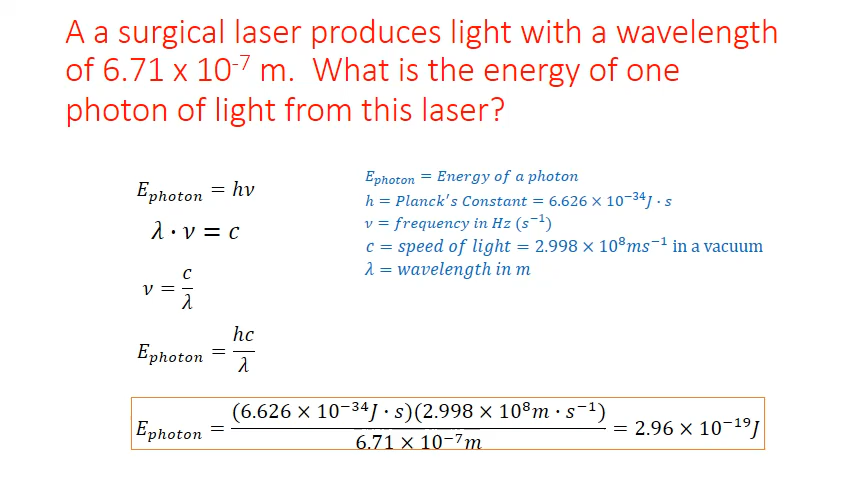 A a surgical laser produces light with a wavelength
of 6.71 x 10⁻⁷ m.  What is the energy of one
photon of light from this laser?
E_photon = hν
λ · ν = c
ν = c/λ
E_photon = hc/λ
E_photon = Energy of a photon
h = Planck's Constant = 6.626 × 10⁻³⁴J · s
ν = frequency in Hz (s⁻¹)
c = speed of light = 2.998 × 10⁸ms⁻¹ in a vacuum
λ = wavelength in m
E_photon = (6.626 × 10⁻³⁴J · s)(2.998 × 10⁸m · s⁻¹)/6.71 × 10⁻⁷m = 2.96 × 10⁻¹⁹J